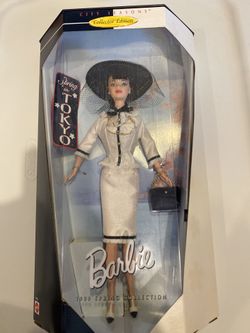 CITY SEASONS
Collector Edition
Spring
in
TOKYO
Barbie
1999 SPRING COLLECTION